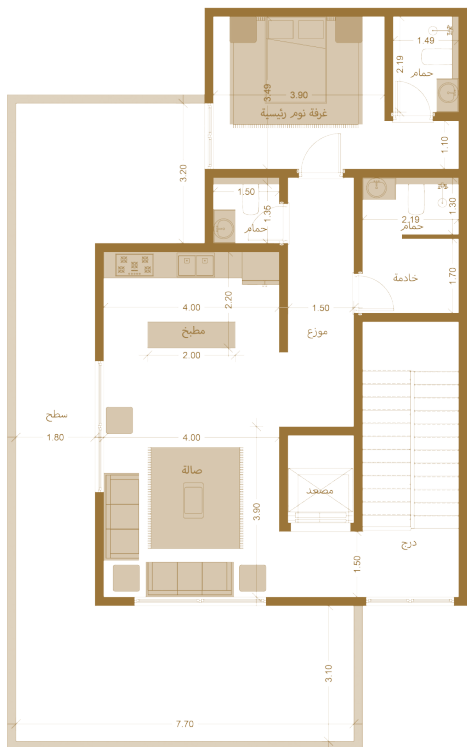 1.49
2.19
حمام
3.90
3.49
غرفة نوم رئيسية
1.10
3.20
1.50
1.35
حمام
2.19
1.30
حمام
خادمة
1.70
2.20
4.00
1.50
مطبخ
موزع
2.00
سطح
1.80
4.00
صالة
مصعد
3.90
درج
1.50
3.10
7.70